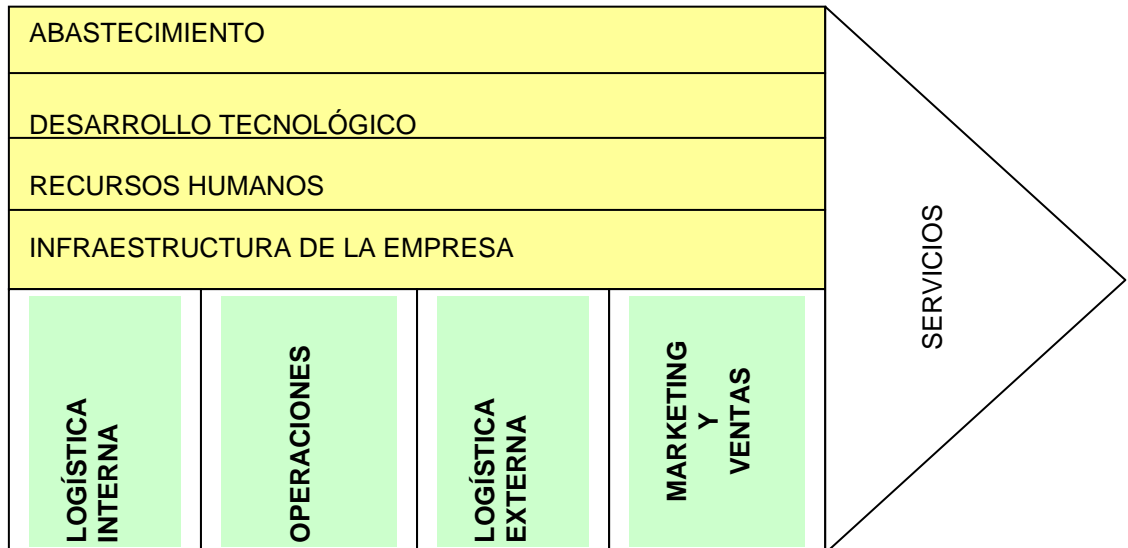 ABASTECIMIENTO
DESARROLLO TECNOLÓGICO
RECURSOS HUMANOS
INFRAESTRUCTURA DE LA EMPRESA
LOGÍSTICA
INTERNA
OPERACIONES
LOGÍSTICA
EXTERNA
MARKETING
Y
VENTAS
SERVICIOS